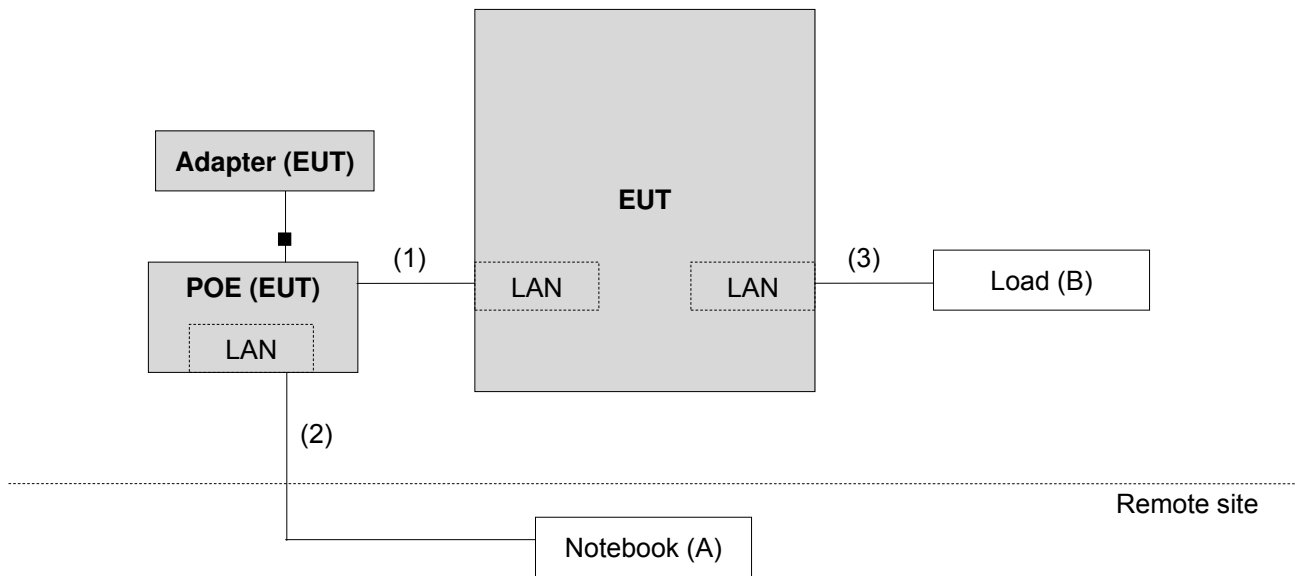 Adapter (EUT)
EUT
(1)
(3)
POE (EUT)
LAN
LAN
Load (B)
LAN
(2)
Remote site
Notebook (A)